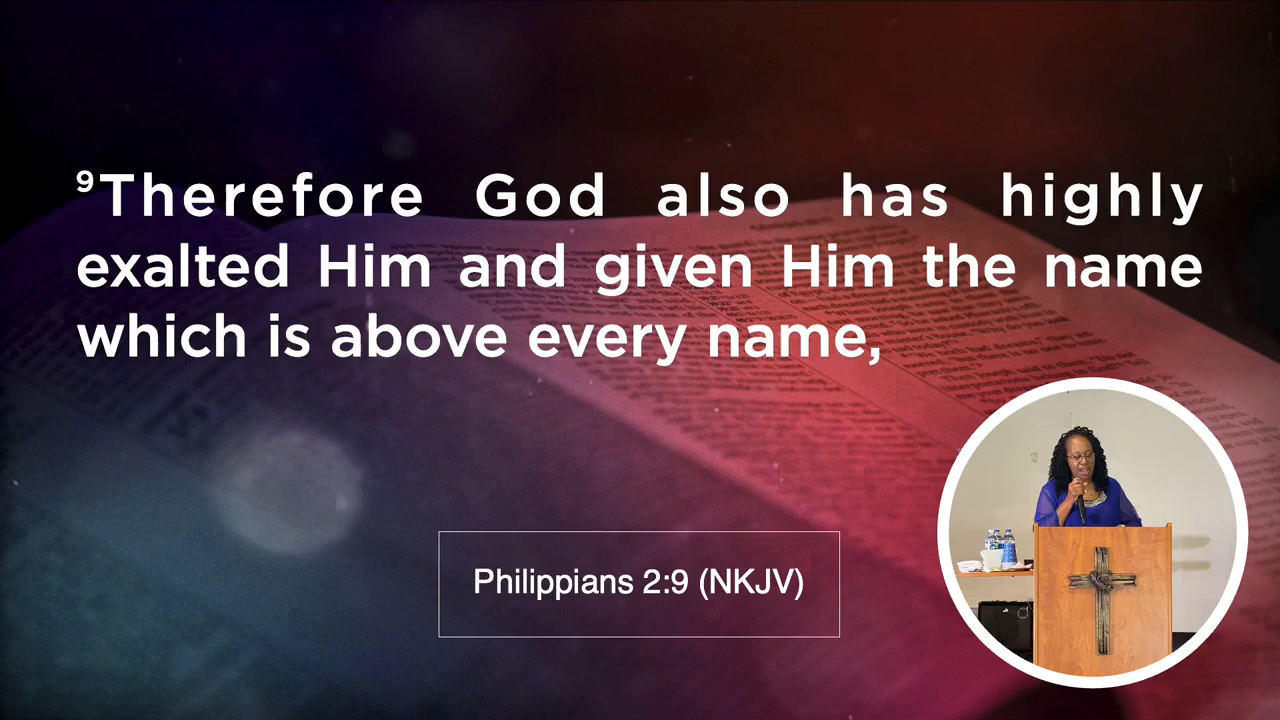 ⁹Therefore God also has highly
exalted Him and given Him the name
which is above every name,
Philippians 2:9 (NKJV)